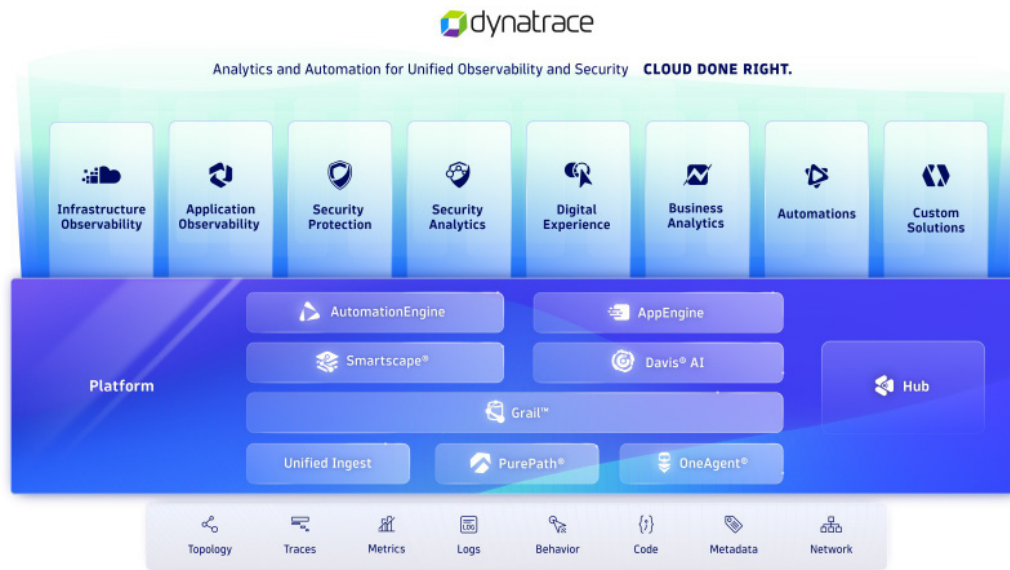 dynatrace
Analytics and Automation for Unified Observability and Security CLOUD DONE RIGHT.
Infrastructure
Observability
Application
Observability
Security
Protection
Security
Analytics
Digital
Experience
Business
Analytics
Automations
Custom
Solutions
Platform
AutomationEngine
AppEngine
Smartscape®
Davis® AI
Hub
Grail™
Unified Ingest
PurePath®
OneAgent®
LOG
Topology
Traces
Metrics
Logs
Behavior
Code
Metadata
Network